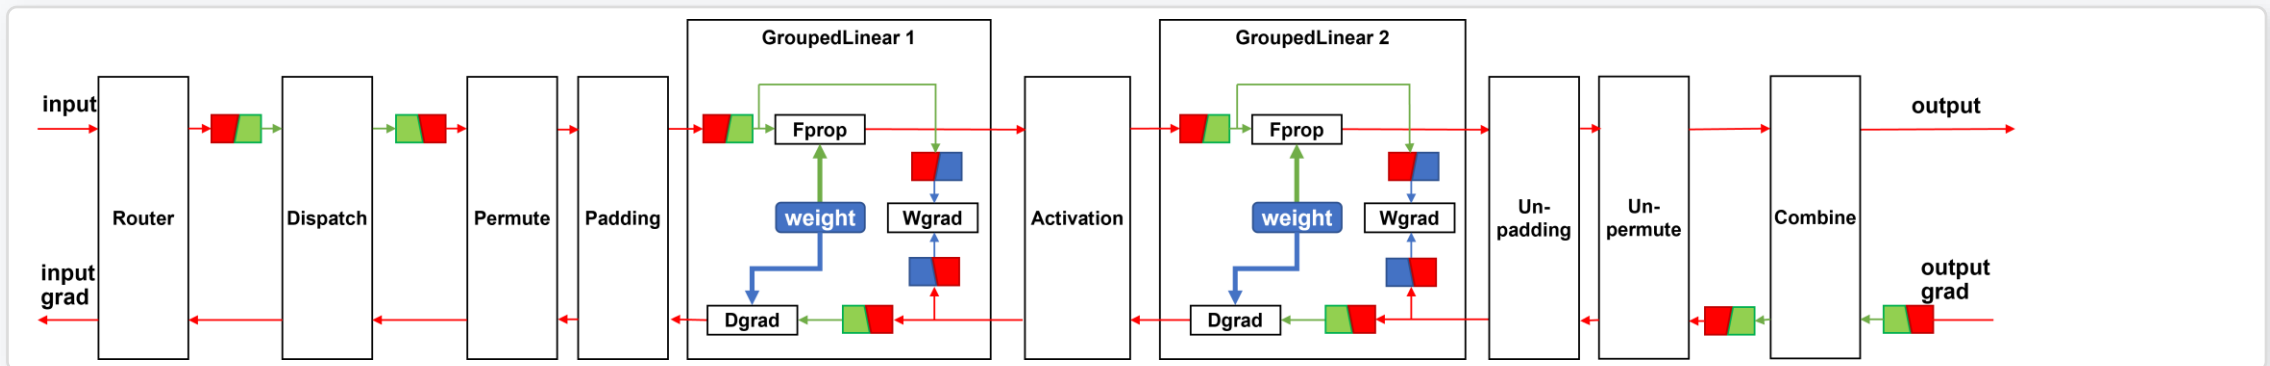 GroupedLinear 1
GroupedLinear 2
input
output
Fprop
Fprop
Router
Dispatch
Permute
Padding
weight
Wgrad
Activation
weight
Wgrad
Un-
padding
Un-
permute
Combine
input
grad
output
grad
Dgrad
Dgrad